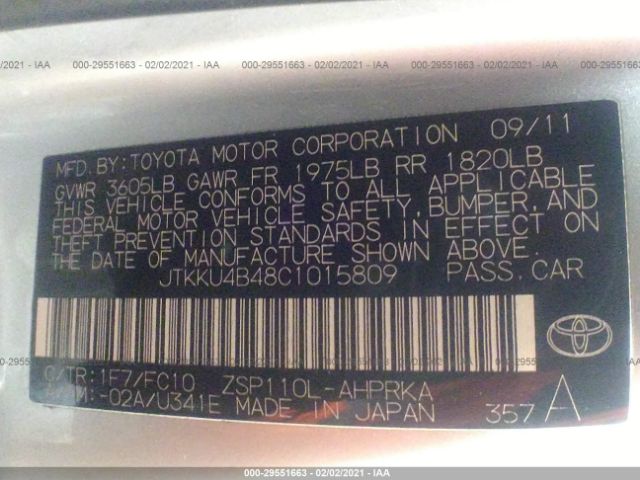 000-29551663 - 02/02/2021 - IAA
MFD.BY:TOYOTA MOTOR CORPORATION 09/11
GVWR 3605LB GAWR FR 1975LB RR 1820LB
THIS VEHICLE CONFORMS TO ALL APPLICABLE
FEDERAL MOTOR VEHICLE SAFETY,BUMPER,AND
THEFT PREVENTION STANDARDS IN EFFECT ON
THE DATE OF MANUFACTURE SHOWN ABOVE.
JTKKU4B48C1015809 PASS.CAR
C/TR:1F7/FC10 ZSP110L-AHPRKA
-02A/U341E MADE IN JAPAN 357 A
000-29551663 - 02/02/2021 - IAA